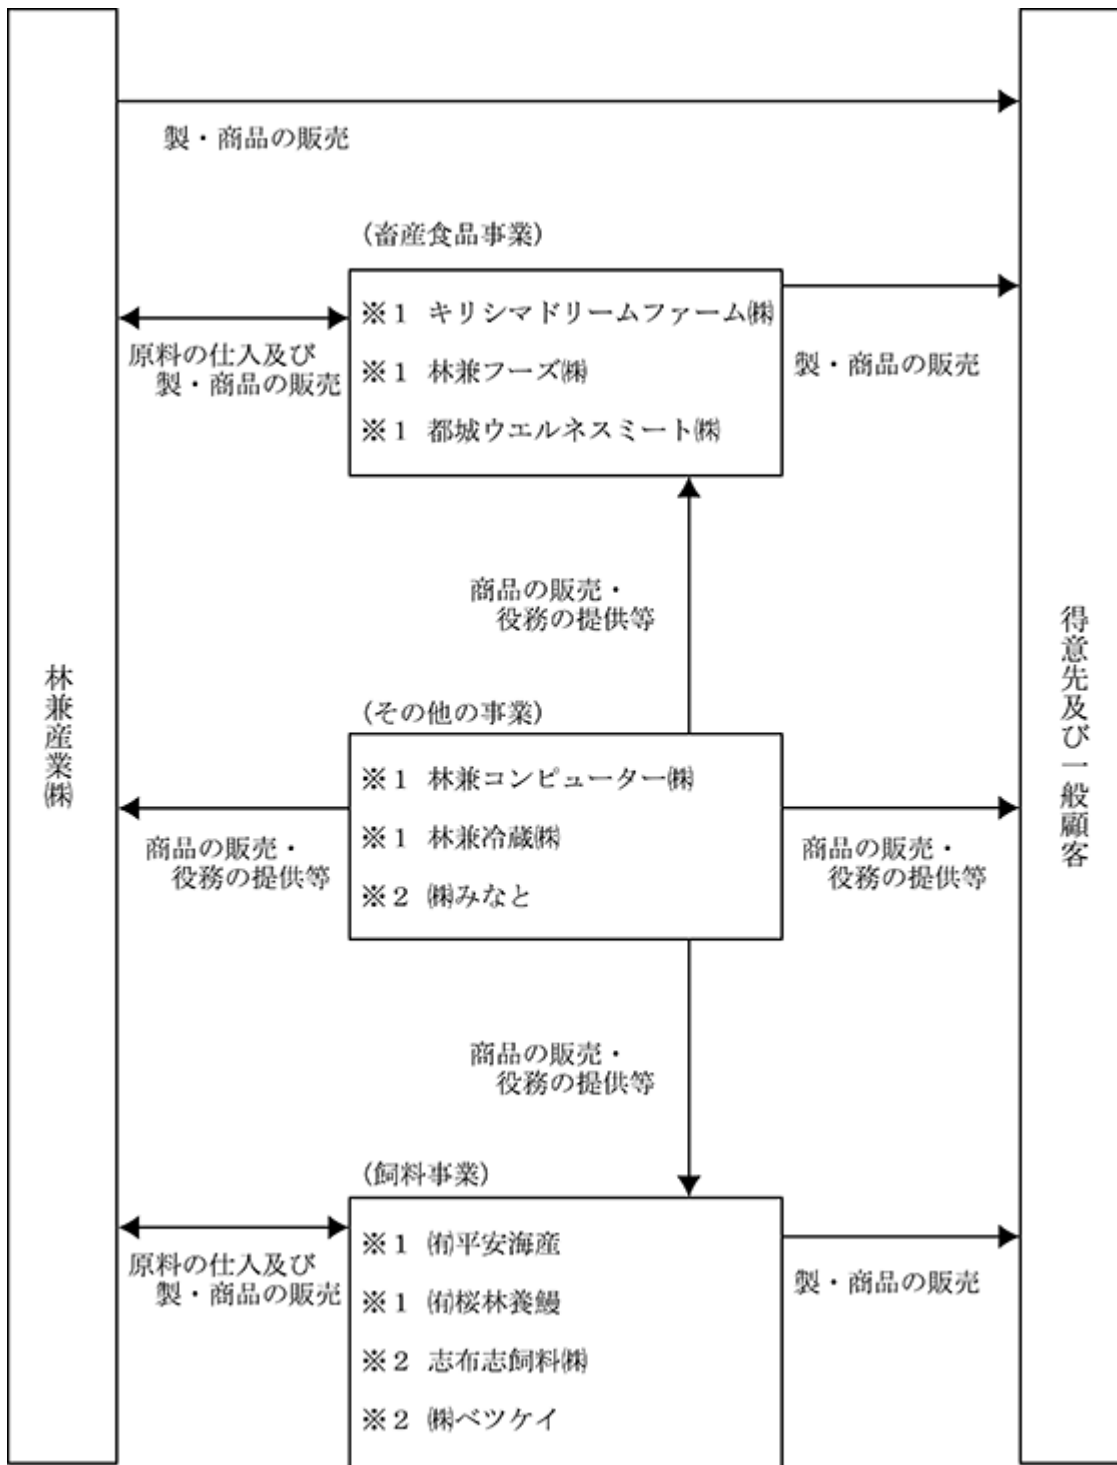 製・商品の販売
(畜産食品事業)
※1 キリシマドリームファーム㈱
※1 林兼フーズ㈱
※1 都城ウエルネスミート㈱
原料の仕入及び
製・商品の販売
製・商品の販売
商品の販売・
役務の提供等
林兼産業㈱
得意先及び一般顧客
(その他の事業)
※1 林兼コンピューター㈱
※1 林兼冷蔵㈱
※2 ㈱みなと
商品の販売・
役務の提供等
商品の販売・
役務の提供等
商品の販売・
役務の提供等
(飼料事業)
※1 ㈲平安海産
※1 ㈲桜林養鰻
※2 志布志飼料㈱
※2 ㈱ベツケイ
原料の仕入及び
製・商品の販売
製・商品の販売